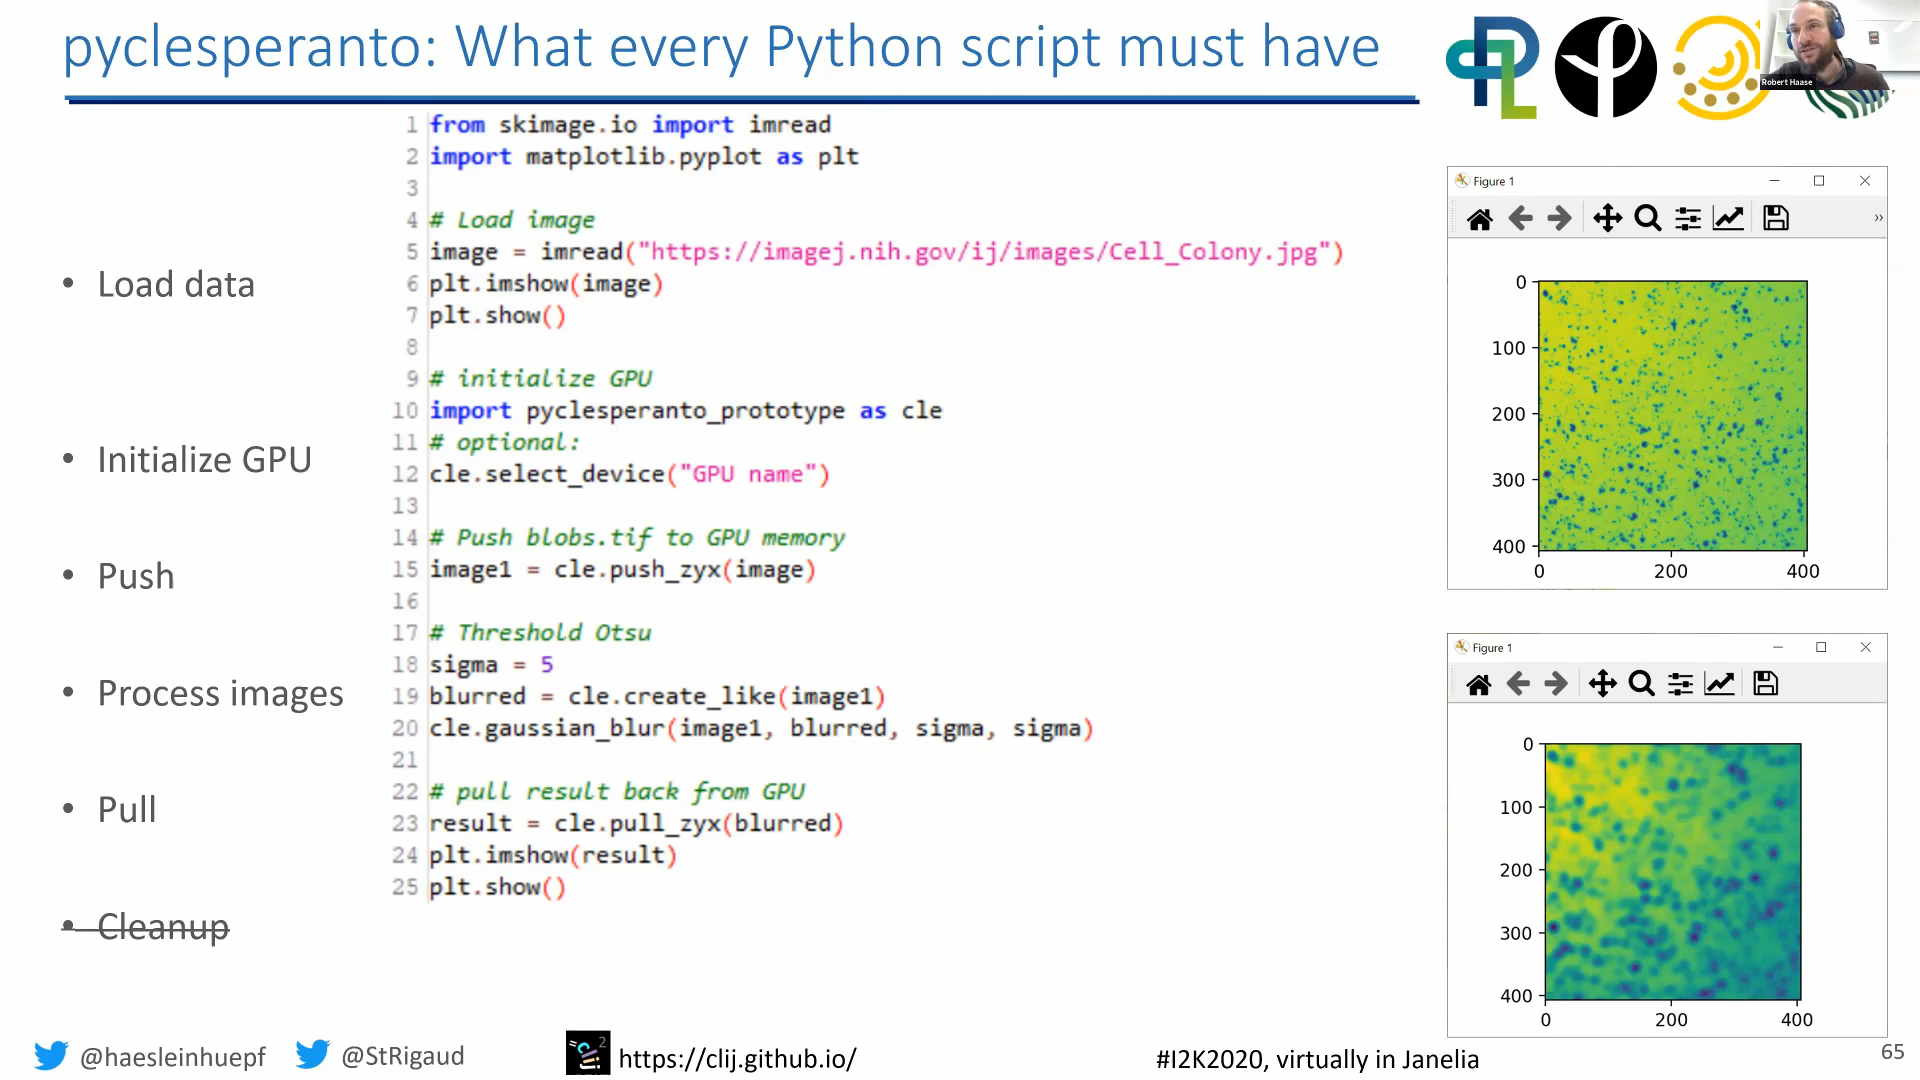 pyclesperanto: What every Python script must have
Robert Haase
• Load data
• Initialize GPU
• Push
• Process images
• Pull
• Cleanup
1 from skimage.io import imread
2 import matplotlib.pyplot as plt
3
4 # Load image
5 image = imread("https://imagej.nih.gov/ij/images/Cell_Colony.jpg")
6 plt.imshow(image)
7 plt.show()
8
9 # initialize GPU
10 import pyclesperanto_prototype as cle
11 # optional:
12 cle.select_device("GPU name")
13
14 # Push blobs.tif to GPU memory
15 image1 = cle.push_zyx(image)
16
17 # Threshold Otsu
18 sigma = 5
19 blurred = cle.create_like(image1)
20 cle.gaussian_blur(image1, blurred, sigma, sigma)
21
22 # pull result back from GPU
23 result = cle.pull_zyx(blurred)
24 plt.imshow(result)
25 plt.show()
Figure 1
0
100
200
300
400
0 200 400
Figure 1
0
100
200
300
400
0 200 400
@haesleinhuepf @StRigaud https://clij.github.io/ #I2K2020, virtually in Janelia 65